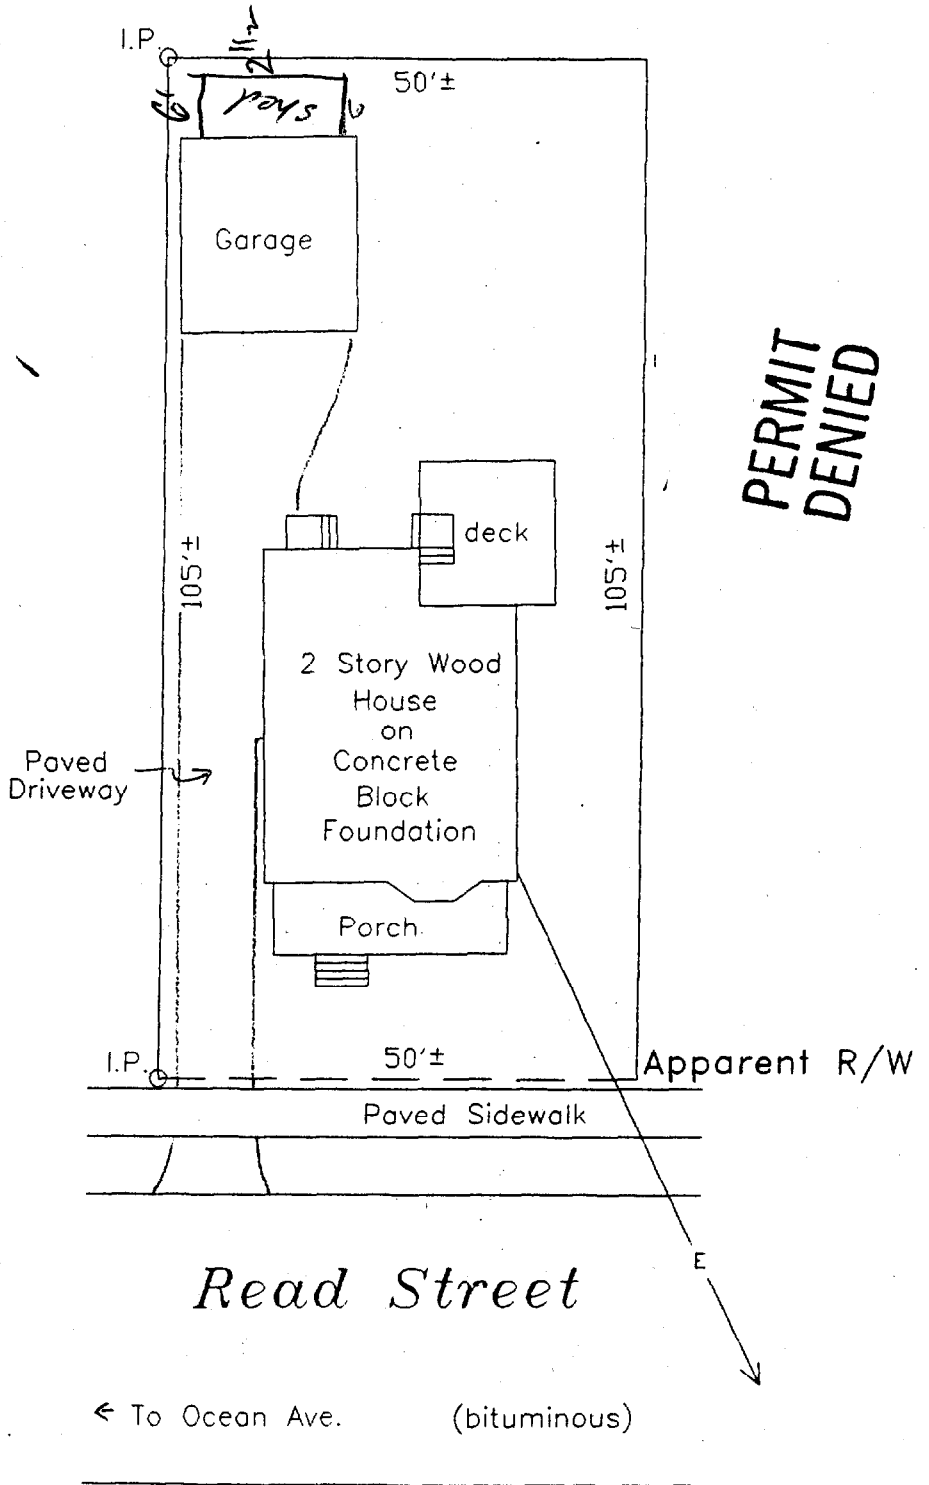 I.P.
50'±
shed
Garage
PERMIT
DENIED
deck
105'±
105'±
2 Story Wood
House
on
Concrete
Block
Foundation
Paved
Driveway
Porch
I.P.
50'±
Apparent R/W
Paved Sidewalk
E
Read Street
← To Ocean Ave.
(bituminous)